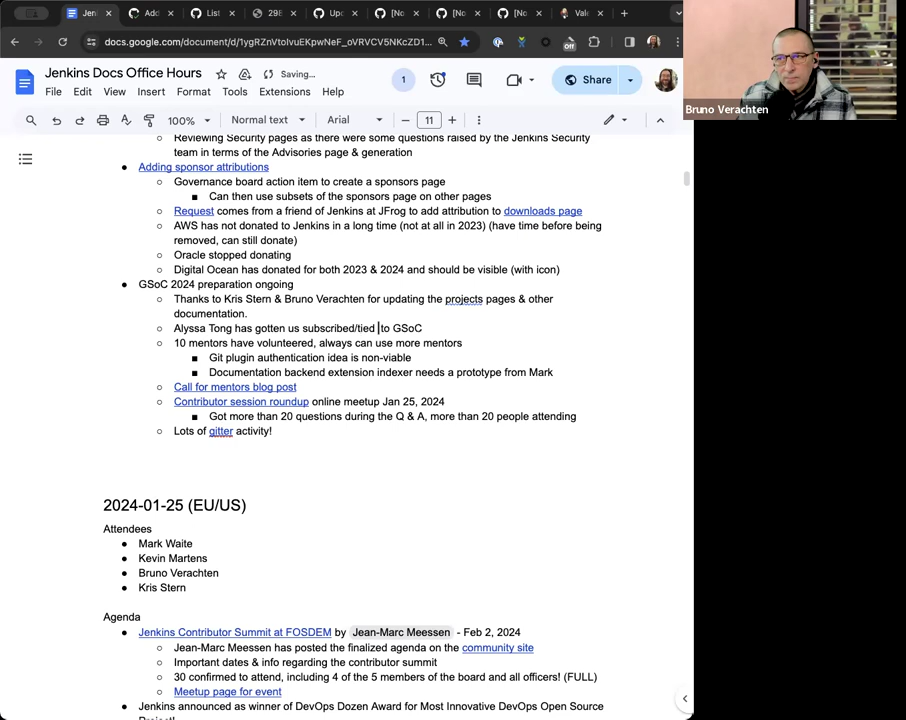 Jen
Add
List
29
Upc
[No
[No
[No
Vale
docs.google.com/document/d/1ygRZnVtoIvuEKpwNeF_oVRVCV5NKcZD1...
Off
Jenkins Docs Office Hours
Saving...
File Edit View Insert Format Tools Extensions Help
1
Share
100%
Normal text
Arial
11
Bruno Verachten
Reviewing Security pages as there were some questions raised by the Jenkins Security
team in terms of the Advisories page & generation
● Adding sponsor attributions
○ Governance board action item to create a sponsors page
■ Can then use subsets of the sponsors page on other pages
○ Request comes from a friend of Jenkins at JFrog to add attribution to downloads page
○ AWS has not donated to Jenkins in a long time (not at all in 2023) (have time before being
removed, can still donate)
○ Oracle stopped donating
○ Digital Ocean has donated for both 2023 & 2024 and should be visible (with icon)
● GSoC 2024 preparation ongoing
○ Thanks to Kris Stern & Bruno Verachten for updating the projects pages & other
documentation.
○ Alyssa Tong has gotten us subscribed/tied to GSoC
○ 10 mentors have volunteered, always can use more mentors
■ Git plugin authentication idea is non-viable
■ Documentation backend extension indexer needs a prototype from Mark
○ Call for mentors blog post
○ Contributor session roundup online meetup Jan 25, 2024
■ Got more than 20 questions during the Q & A, more than 20 people attending
○ Lots of gitter activity!
2024-01-25 (EU/US)
Attendees
● Mark Waite
● Kevin Martens
● Bruno Verachten
● Kris Stern
Agenda
● Jenkins Contributor Summit at FOSDEM by Jean-Marc Meessen - Feb 2, 2024
○ Jean-Marc Meessen has posted the finalized agenda on the community site
○ Important dates & info regarding the contributor summit
○ 30 confirmed to attend, including 4 of the 5 members of the board and all officers! (FULL)
○ Meetup page for event
● Jenkins announced as winner of DevOps Dozen Award for Most Innovative DevOps Open Source
Project!